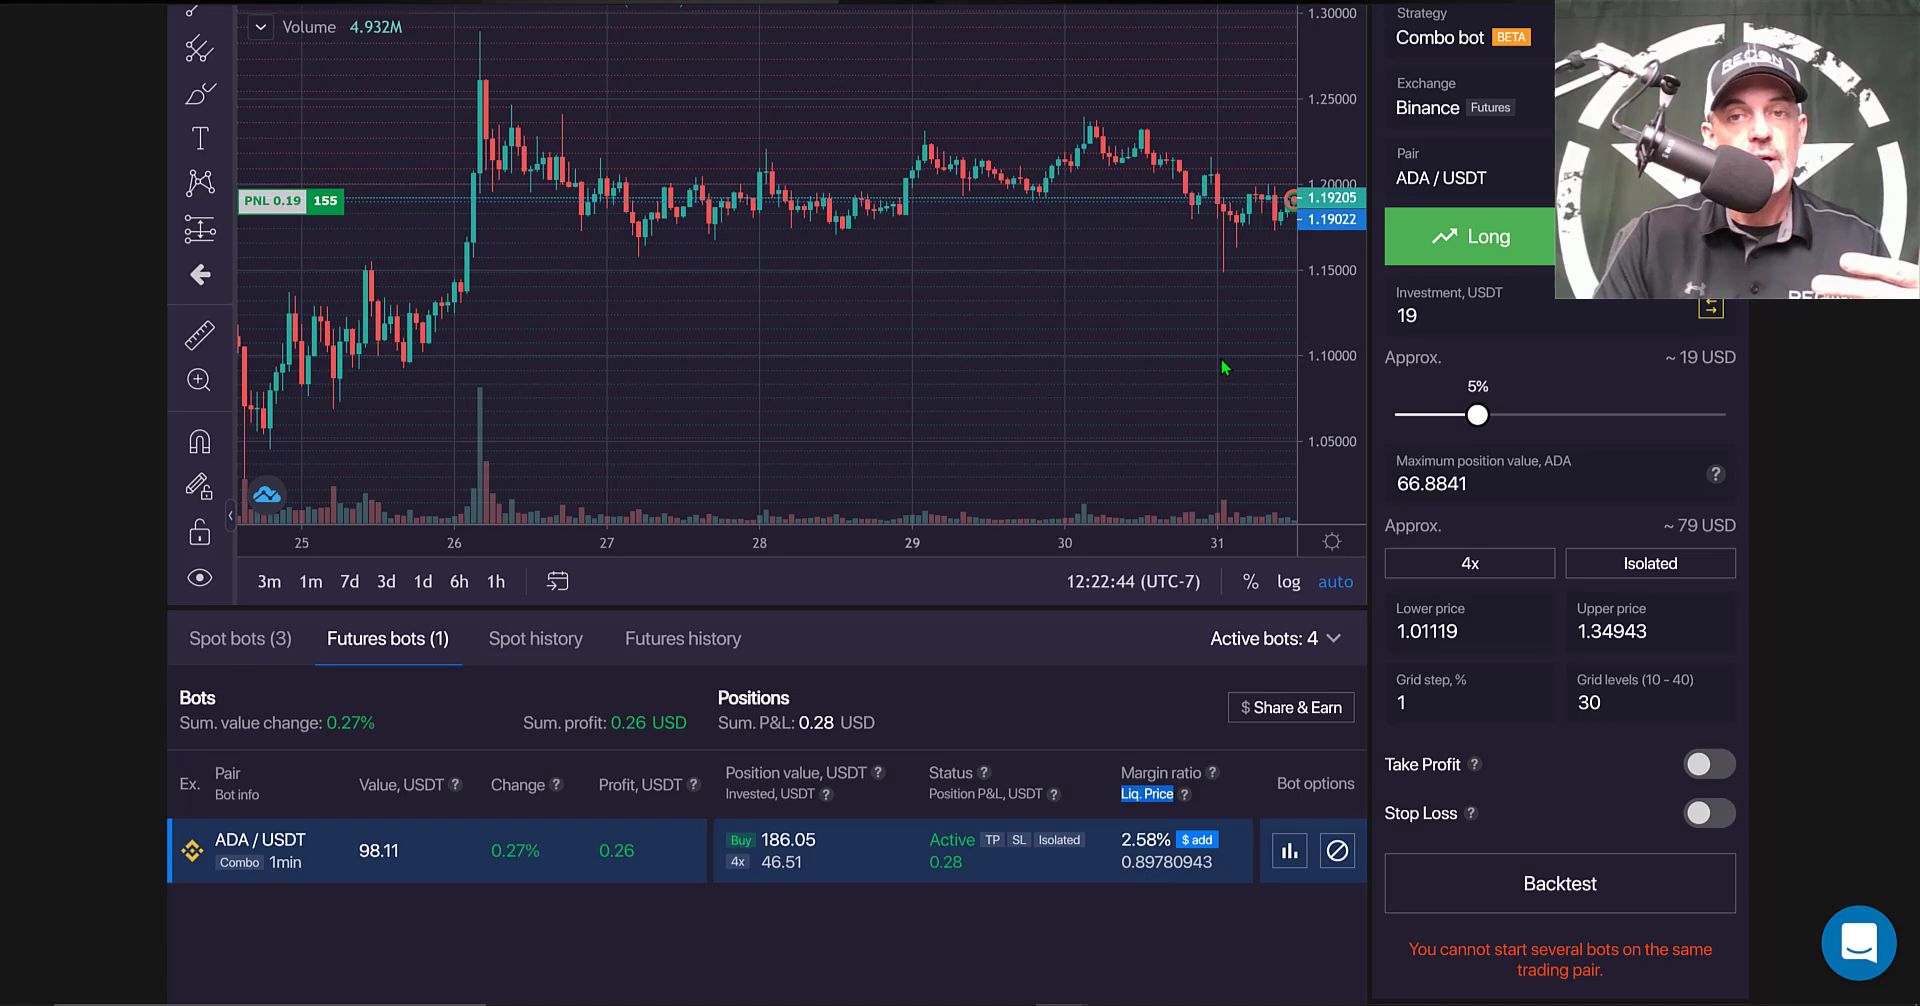 Volume 4.932M
1.30000
1.25000
1.20000
PNL 0.19 155
1.19205
1.19022
1.15000
1.10000
1.05000
25 26 27 28 29 30 31
3m 1m 7d 3d 1d 6h 1h
12:22:44 (UTC-7) % log auto
Strategy
Combo bot BETA
Exchange
Binance Futures
Pair
ADA / USDT
Long
RECON
Investment, USDT
19
Approx. ~ 19 USD
5%
Maximum position value, ADA
66.8841
Approx. ~ 79 USD
4x Isolated
Lower price Upper price
1.01119 1.34943
Grid step, % Grid levels (10 - 40)
1 30
Take Profit
Stop Loss
Backtest
You cannot start several bots on the same
trading pair.
Spot bots (3) Futures bots (1) Spot history Futures history Active bots: 4
Bots Positions
Sum. value change: 0.27% Sum. profit: 0.26 USD Sum. P&L: 0.28 USD $ Share & Earn
Ex. Pair Value, USDT Change Profit, USDT Position value, USDT Status Margin ratio Bot options
Bot info Invested, USDT Position P&L, USDT Liq. Price
ADA / USDT 98.11 0.27% 0.26 Buy 186.05 Active TP SL Isolated 2.58% $ add
Combo 1min 4x 46.51 0.28 0.89780943